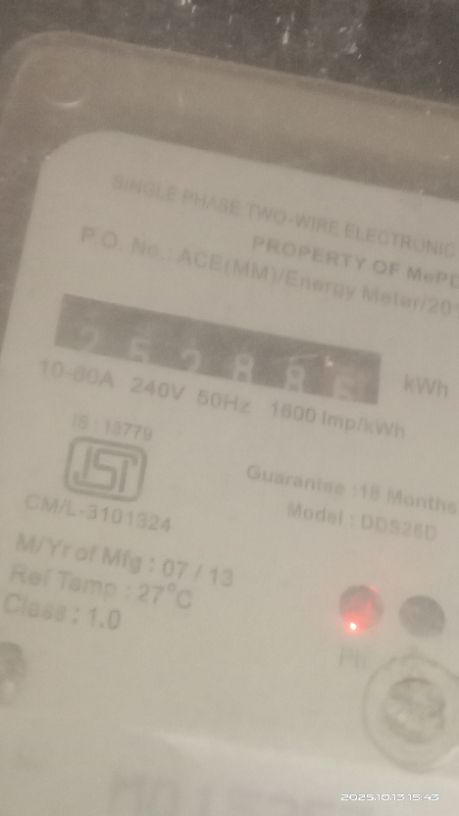 SINGLE PHASE TWO-WIRE ELECTRONIC
PROPERTY OF MePD
P.O. No.: ACE(MM)/Energy Meter/20
252886 kWh
10-60A 240V 50Hz 1600 Imp/kWh
IS : 13779
ISI
CM/L-3101324
Guarantee :18 Months
Model : DDS26D
M/Yr of Mfg : 07 / 13
Ref Temp : 27°C
Class : 1.0
Ph
2025.10.13 15:43